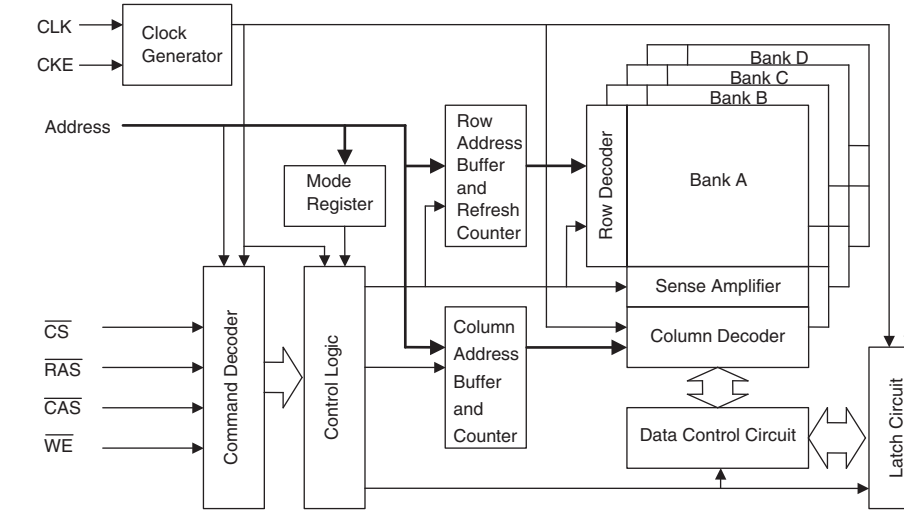 CLK
CKE
Clock
Generator
Address
Mode
Register
Row
Address
Buffer
and
Refresh
Counter
Row Decoder
Bank D
Bank C
Bank B
Bank A
Sense Amplifier
Column Decoder
CS
RAS
CAS
WE
Command Decoder
Control Logic
Column
Address
Buffer
and
Counter
Data Control Circuit
Latch Circuit